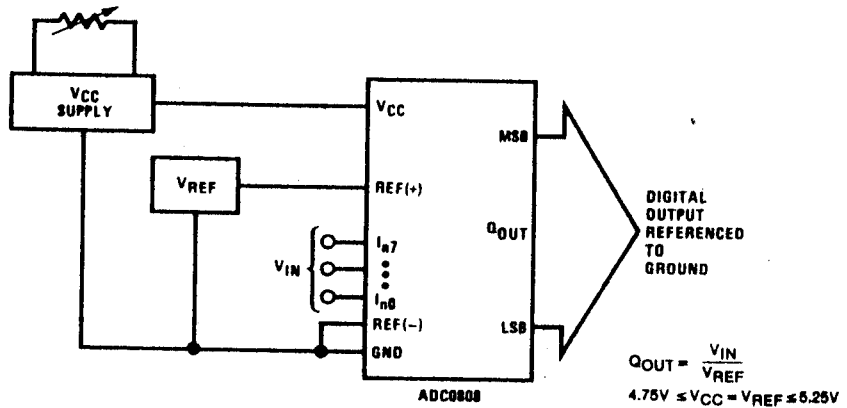 VCC
SUPPLY
VCC
MSB
VREF
REF(+)
DIGITAL
OUTPUT
REFERENCED
TO
GROUND
QOUT
VIN
In7
In0
REF(−)
GND
LSB
ADC0808
QOUT = VIN
VREF
4.75V ≤ VCC = VREF ≤ 5.25V